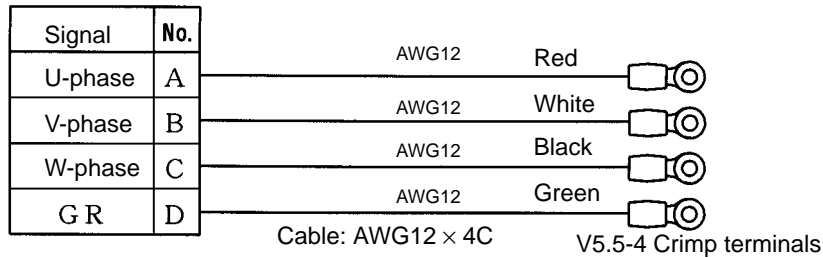 Signal No.
U-phase A AWG12 Red
V-phase B AWG12 White
W-phase C AWG12 Black
GR D AWG12 Green
Cable: AWG12 × 4C V5.5-4 Crimp terminals